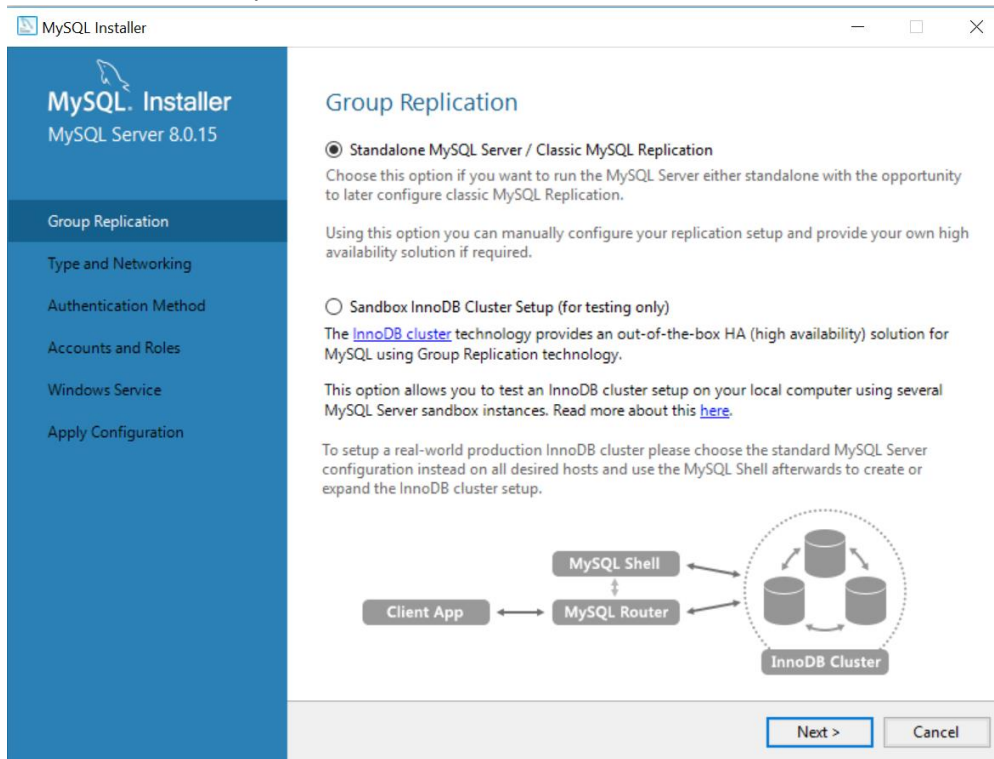 MySQL Installer
MySQL. Installer
MySQL Server 8.0.15
Group Replication
Type and Networking
Authentication Method
Accounts and Roles
Windows Service
Apply Configuration
Group Replication
Standalone MySQL Server / Classic MySQL Replication
Choose this option if you want to run the MySQL Server either standalone with the opportunity
to later configure classic MySQL Replication.
Using this option you can manually configure your replication setup and provide your own high
availability solution if required.
Sandbox InnoDB Cluster Setup (for testing only)
The InnoDB cluster technology provides an out-of-the-box HA (high availability) solution for
MySQL using Group Replication technology.
This option allows you to test an InnoDB cluster setup on your local computer using several
MySQL Server sandbox instances. Read more about this here.
To setup a real-world production InnoDB cluster please choose the standard MySQL Server
configuration instead on all desired hosts and use the MySQL Shell afterwards to create or
expand the InnoDB cluster setup.
MySQL Shell
Client App
MySQL Router
InnoDB Cluster
Next >
Cancel